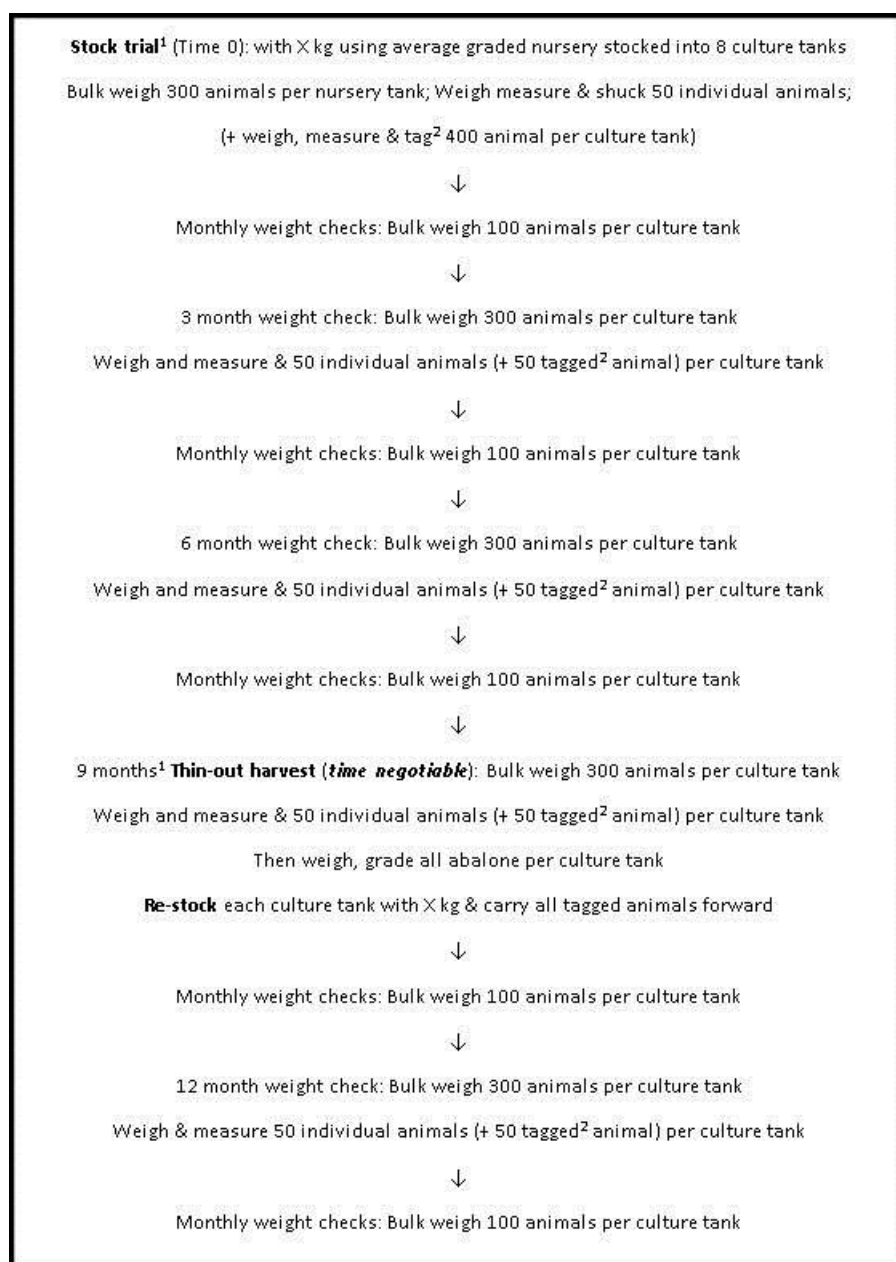 Stock trial¹ (Time 0): with X kg using average graded nursery stocked into 8 culture tanks
Bulk weigh 300 animals per nursery tank; Weigh measure & shuck 50 individual animals;
(+ weigh, measure & tag² 400 animal per culture tank)
↓
Monthly weight checks: Bulk weigh 100 animals per culture tank
↓
3 month weight check: Bulk weigh 300 animals per culture tank
Weigh and measure & 50 individual animals (+ 50 tagged² animal) per culture tank
↓
Monthly weight checks: Bulk weigh 100 animals per culture tank
↓
6 month weight check: Bulk weigh 300 animals per culture tank
Weigh and measure & 50 individual animals (+ 50 tagged² animal) per culture tank
↓
Monthly weight checks: Bulk weigh 100 animals per culture tank
↓
9 months¹ Thin-out harvest (time negotiable): Bulk weigh 300 animals per culture tank
Weigh and measure & 50 individual animals (+ 50 tagged² animal) per culture tank
Then weigh, grade all abalone per culture tank
Re-stock each culture tank with X kg & carry all tagged animals forward
↓
Monthly weight checks: Bulk weigh 100 animals per culture tank
↓
12 month weight check: Bulk weigh 300 animals per culture tank
Weigh & measure 50 individual animals (+ 50 tagged² animal) per culture tank
↓
Monthly weight checks: Bulk weigh 100 animals per culture tank